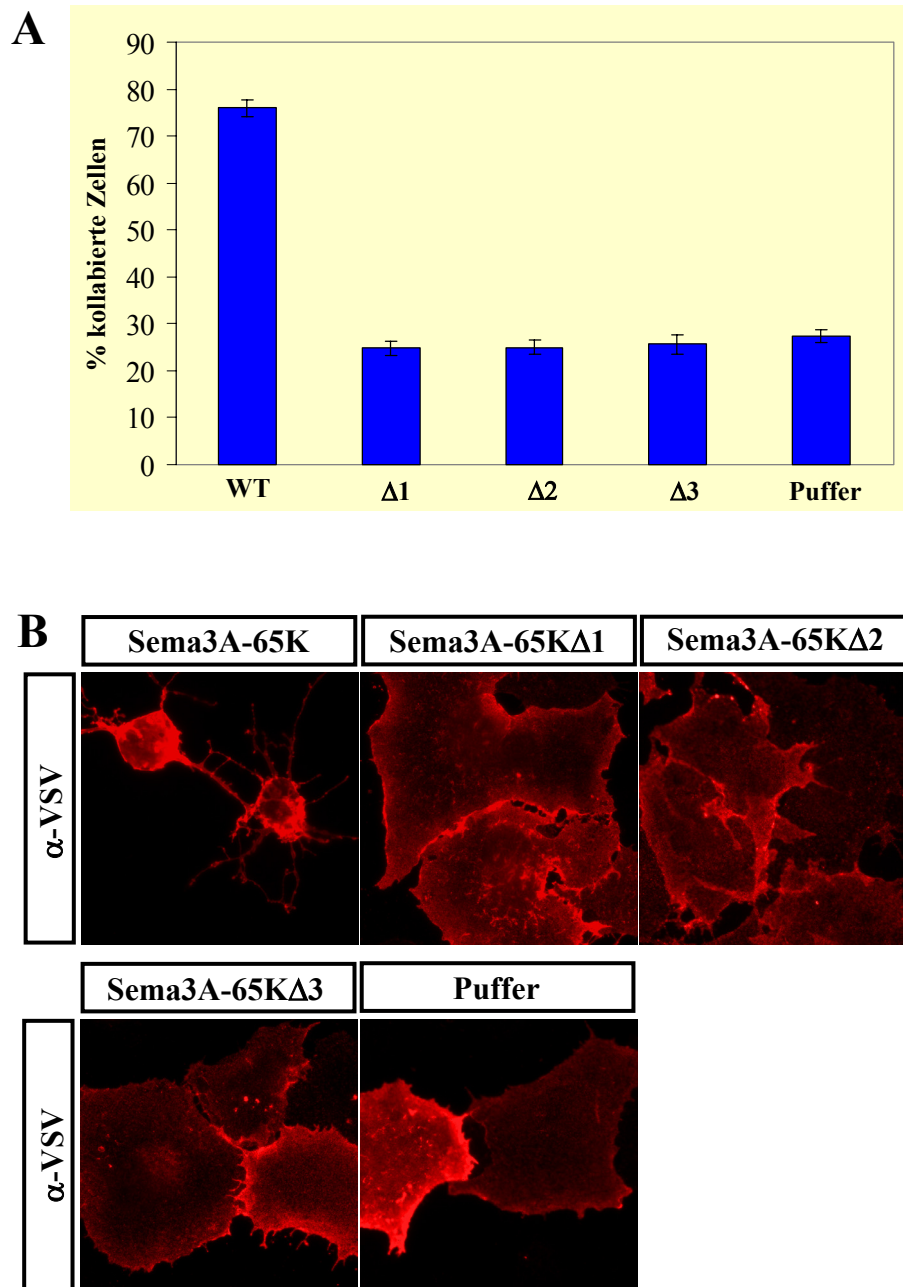 A
90
80
70
60
50
40
30
20
10
0
% kollabierte Zellen
WT Δ1 Δ2 Δ3 Puffer
B
Sema3A-65K Sema3A-65KΔ1 Sema3A-65KΔ2
α-VSV
Sema3A-65KΔ3 Puffer
α-VSV